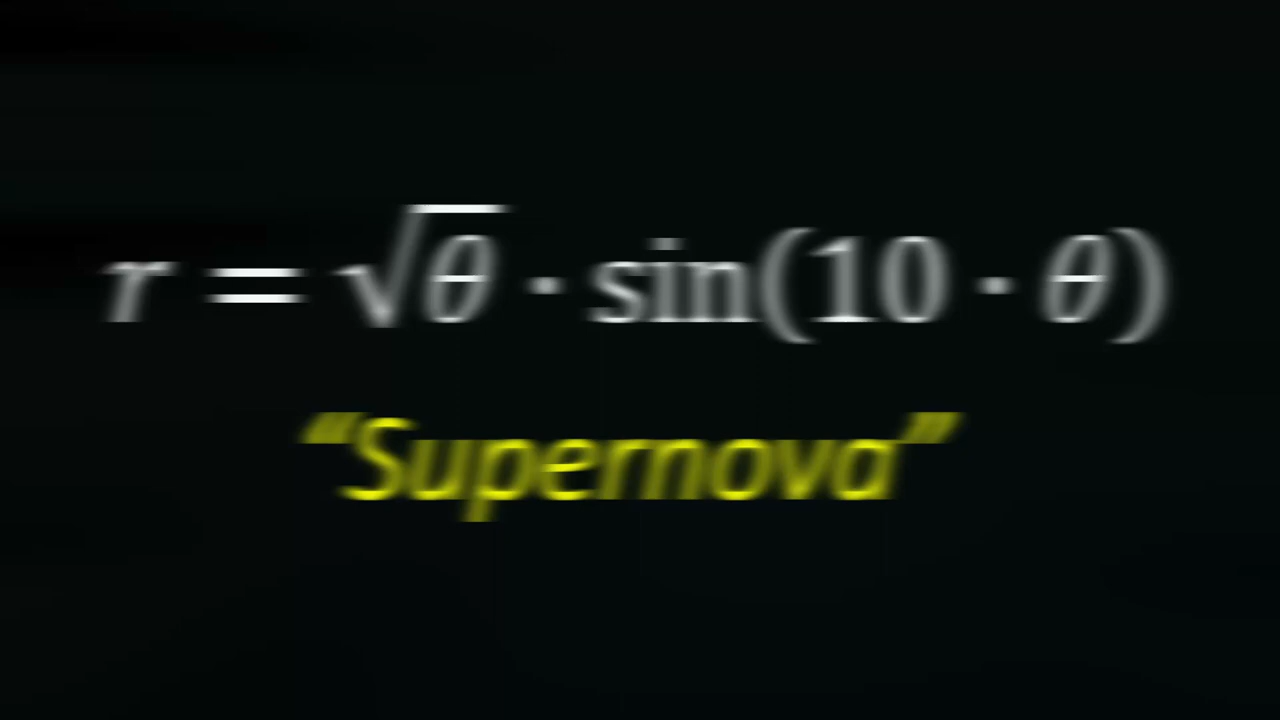 r = √θ · sin(10 · θ)
“Supernova”